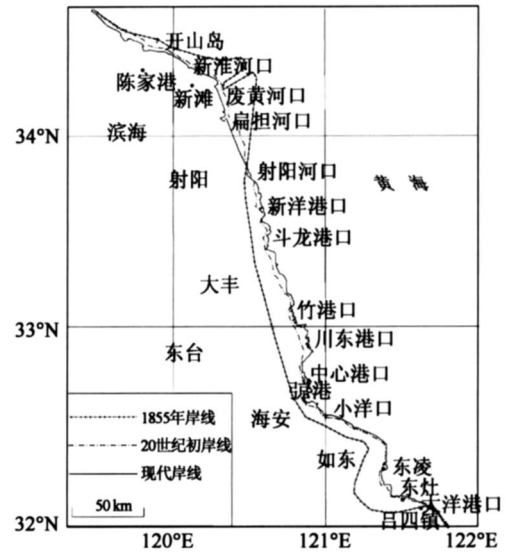 开山岛
新淮河口
陈家港
新滩
废黄河口
34°N
扁担河口
滨海
射阳
射阳河口
黄海
新洋港口
斗龙港口
大丰
竹港口
33°N
川东港口
东台
中心港口
弶港
小洋口
海安
1855年岸线
20世纪初岸线
如东
现代岸线
东凌
东灶
50 km
大洋港口
吕四镇
32°N
120°E
121°E
122°E